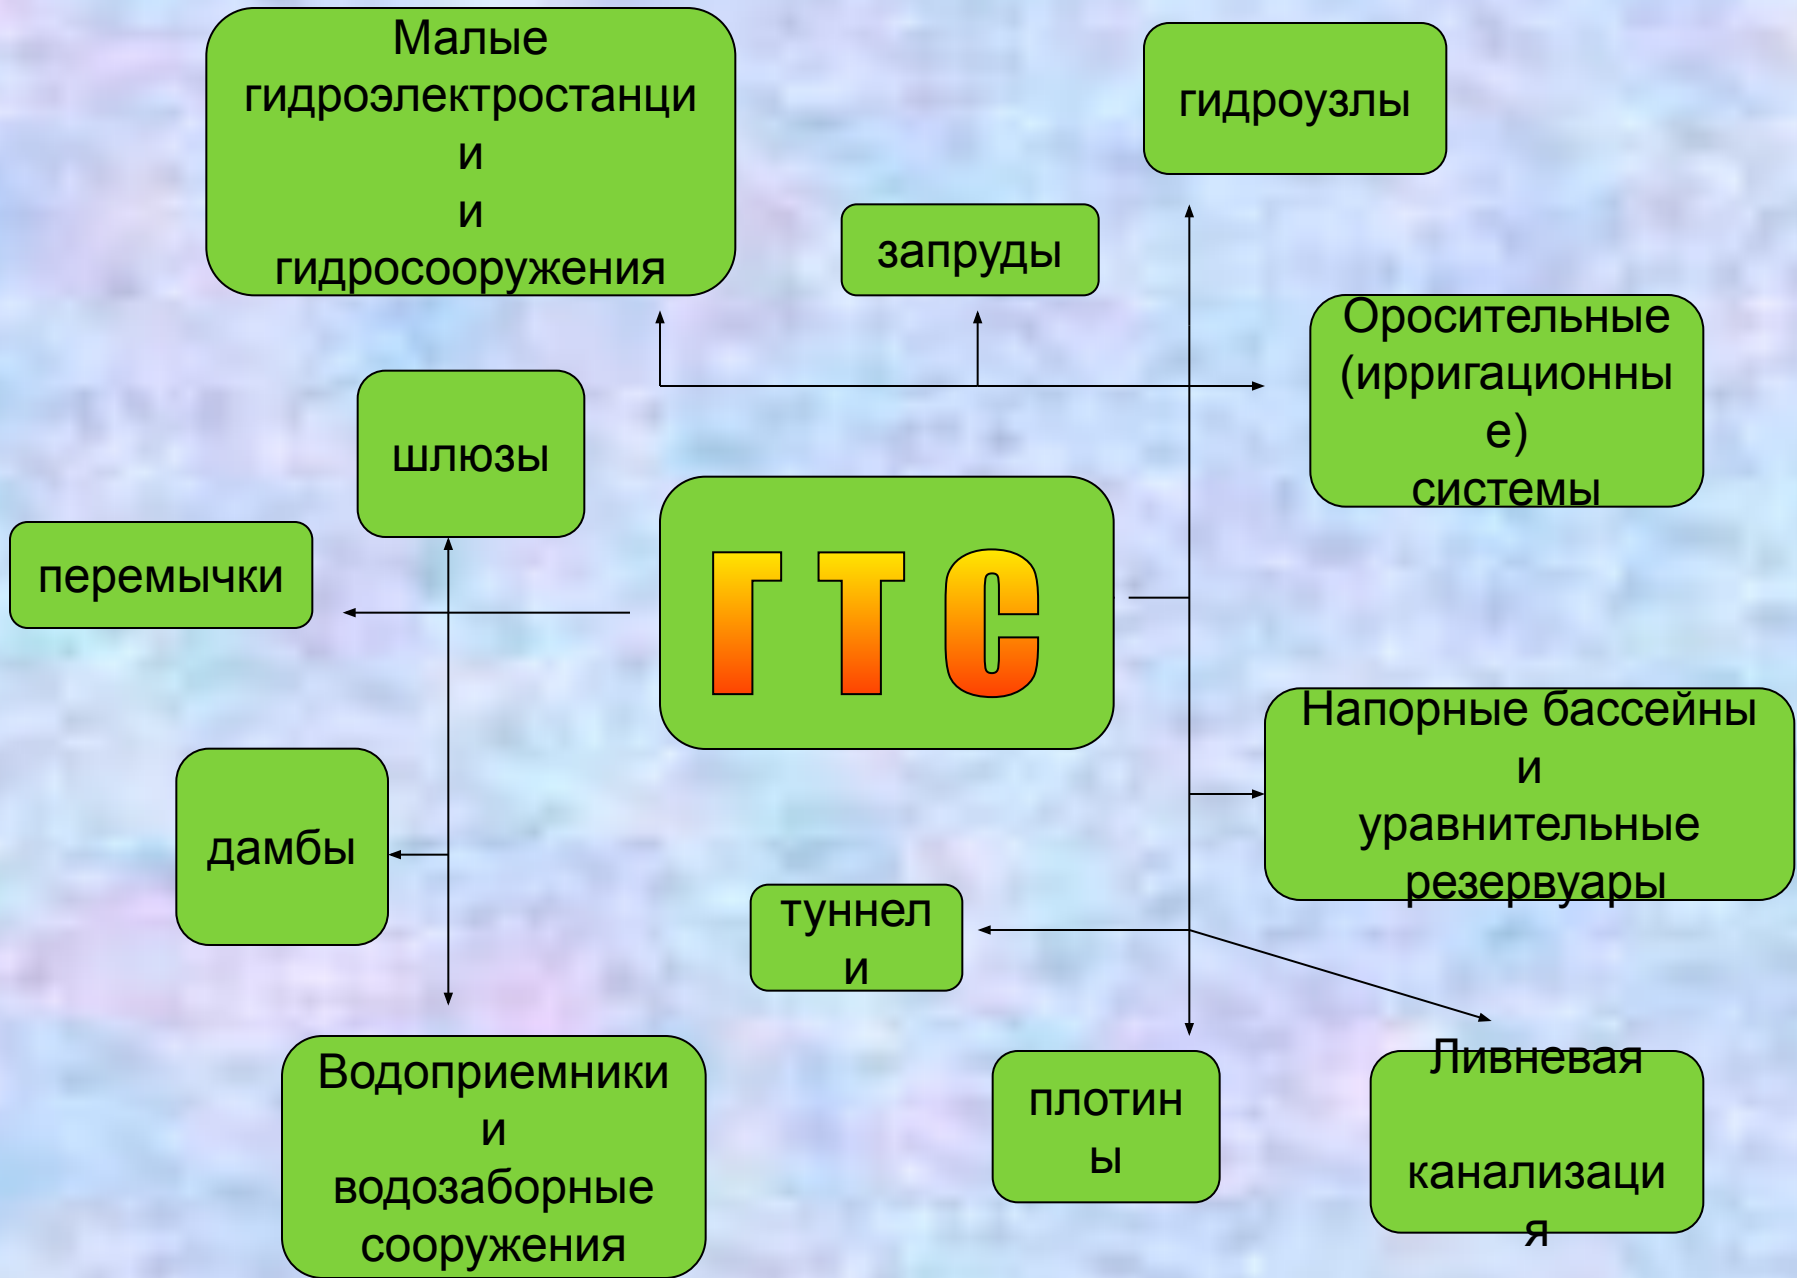 Малые
гидроэлектростанци
и
и
гидросооружения
гидроузлы
запруды
Оросительные
(ирригационны
е)
системы
шлюзы
перемычки
ГТС
Напорные бассейны
и
уравнительные
резервуары
дамбы
туннел
и
Водоприемники
и
водозаборные
сооружения
плотин
ы
Ливневая
канализаци
я